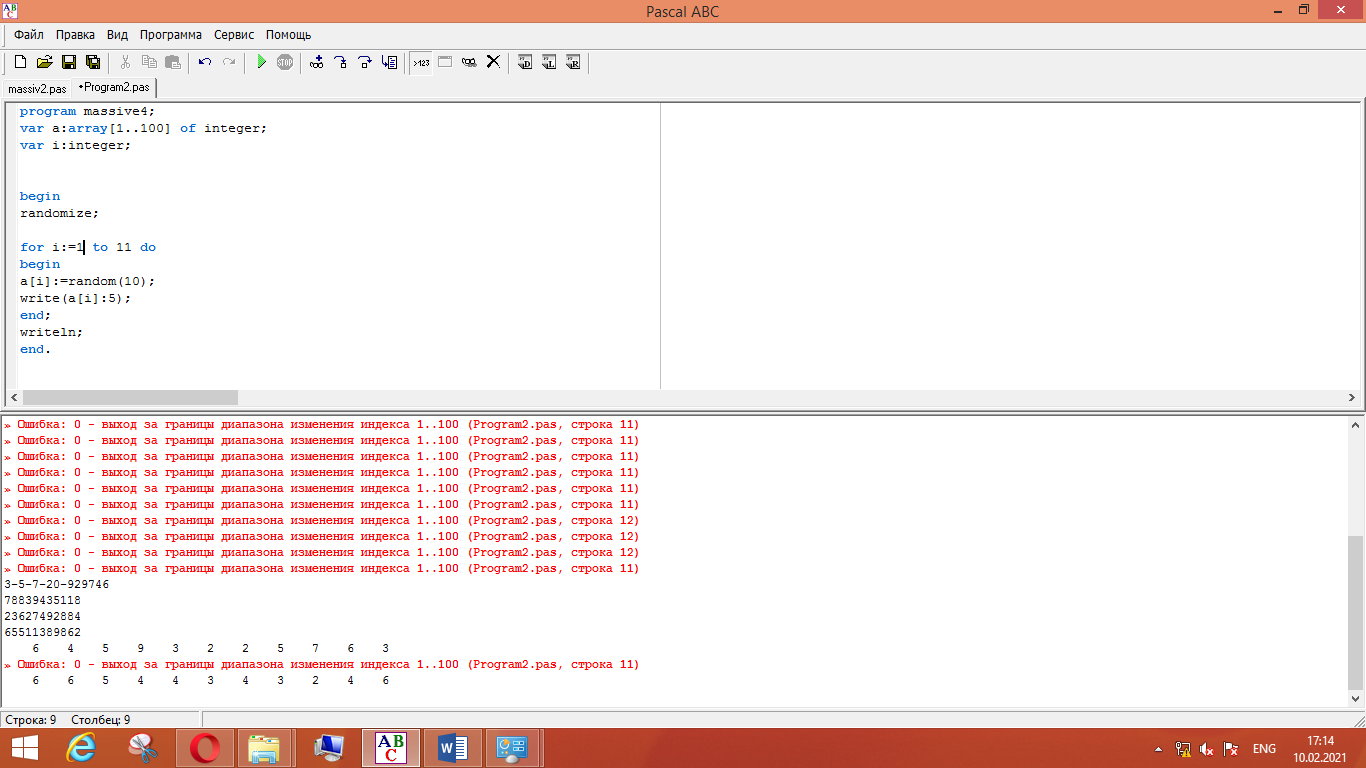 Pascal ABC
Файл Правка Вид Программа Сервис Помощь
massiv2.pas •Program2.pas
program massive4;
var a:array[1..100] of integer;
var i:integer;
begin
randomize;
for i:=1 to 11 do
begin
a[i]:=random(10);
write(a[i]:5);
end;
writeln;
end.
» Ошибка: 0 - выход за границы диапазона изменения индекса 1..100 (Program2.pas, строка 11)
» Ошибка: 0 - выход за границы диапазона изменения индекса 1..100 (Program2.pas, строка 11)
» Ошибка: 0 - выход за границы диапазона изменения индекса 1..100 (Program2.pas, строка 11)
» Ошибка: 0 - выход за границы диапазона изменения индекса 1..100 (Program2.pas, строка 11)
» Ошибка: 0 - выход за границы диапазона изменения индекса 1..100 (Program2.pas, строка 11)
» Ошибка: 0 - выход за границы диапазона изменения индекса 1..100 (Program2.pas, строка 11)
» Ошибка: 0 - выход за границы диапазона изменения индекса 1..100 (Program2.pas, строка 12)
» Ошибка: 0 - выход за границы диапазона изменения индекса 1..100 (Program2.pas, строка 12)
» Ошибка: 0 - выход за границы диапазона изменения индекса 1..100 (Program2.pas, строка 12)
» Ошибка: 0 - выход за границы диапазона изменения индекса 1..100 (Program2.pas, строка 11)
3-5-7-20-929746
78839435118
23627492884
65511389862
6 4 5 9 3 2 2 5 7 6 3
» Ошибка: 0 - выход за границы диапазона изменения индекса 1..100 (Program2.pas, строка 11)
6 6 5 4 4 3 4 3 2 4 6
Строка: 9 Столбец: 9
ENG
17:14
10.02.2021